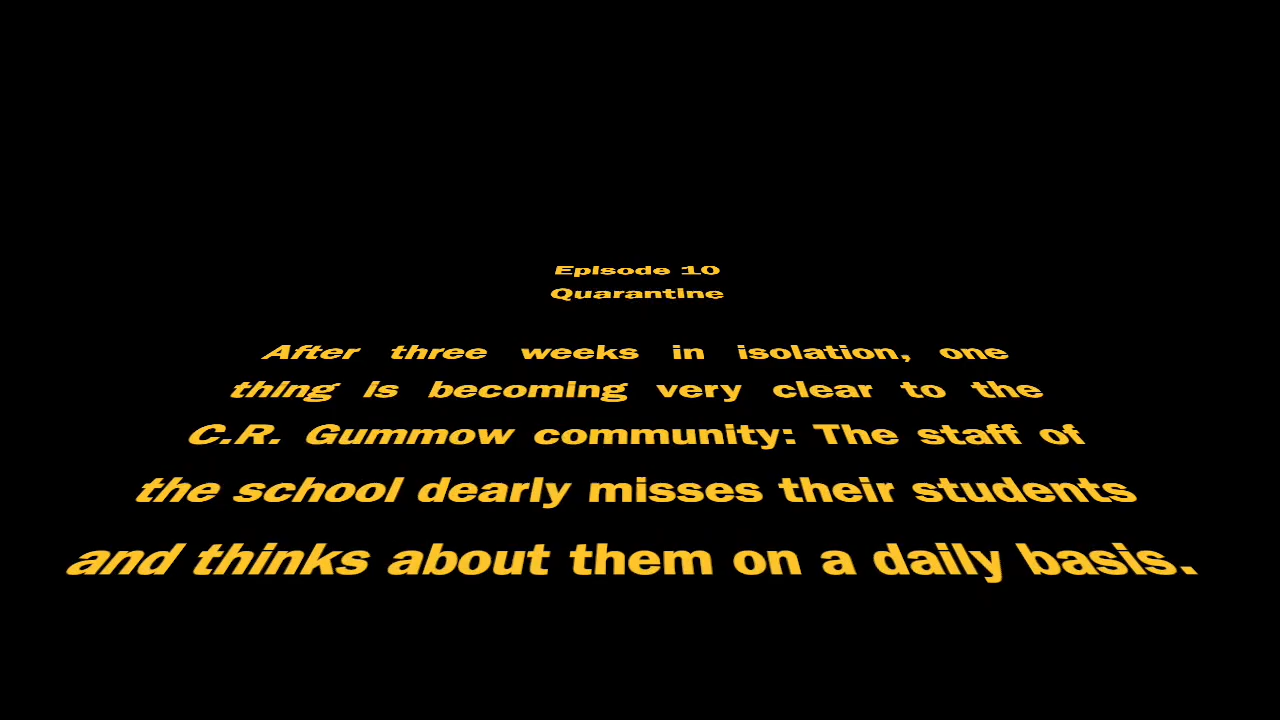 Episode 10
Quarantine
After three weeks in isolation, one
thing is becoming very clear to the
C.R. Gummow community: The staff of
the school dearly misses their students
and thinks about them on a daily basis.